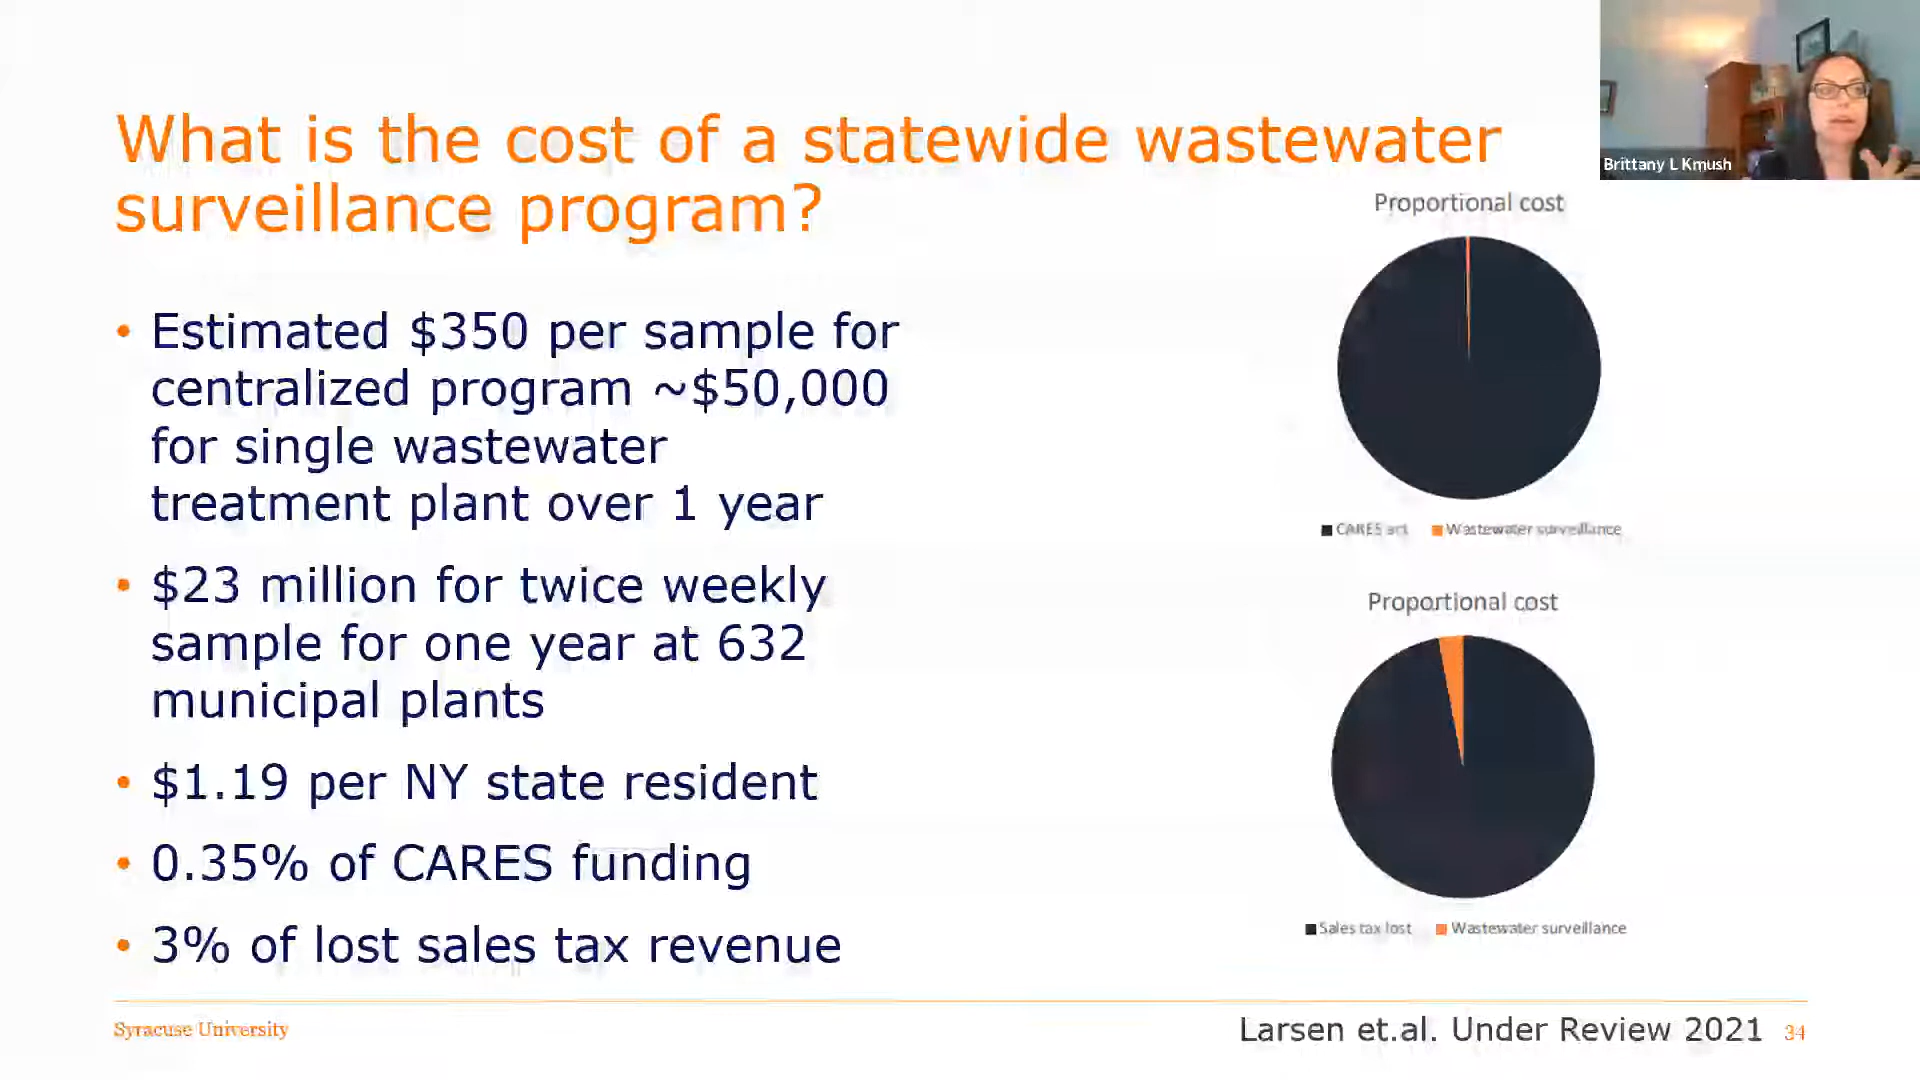 What is the cost of a statewide wastewater
surveillance program?
Brittany L Kmush
• Estimated $350 per sample for
centralized program ~$50,000
for single wastewater
treatment plant over 1 year
• $23 million for twice weekly
sample for one year at 632
municipal plants
• $1.19 per NY state resident
• 0.35% of CARES funding
• 3% of lost sales tax revenue
Proportional cost
CARES act Wastewater surveillance
Proportional cost
Sales tax lost Wastewater surveillance
Syracuse University
Larsen et.al. Under Review 2021 34